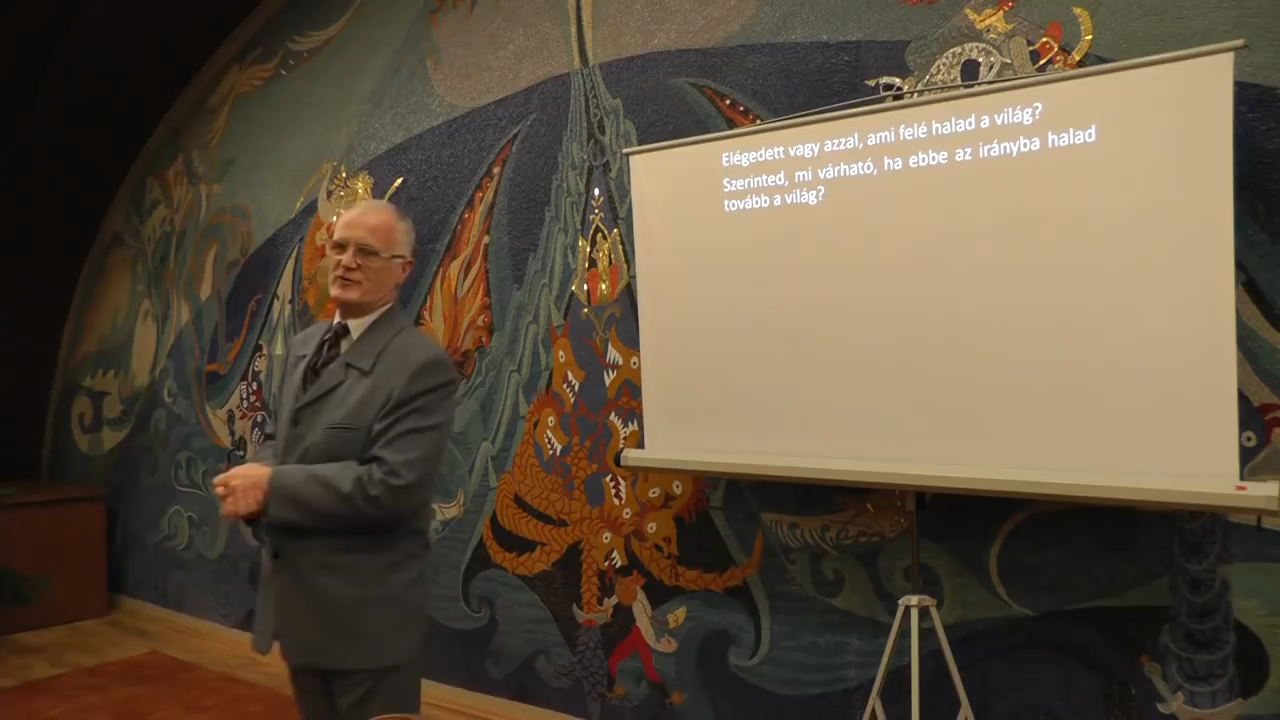 Elégedett vagy azzal, ami felé halad a világ?
Szerinted, mi várható, ha ebbe az irányba halad
tovább a világ?